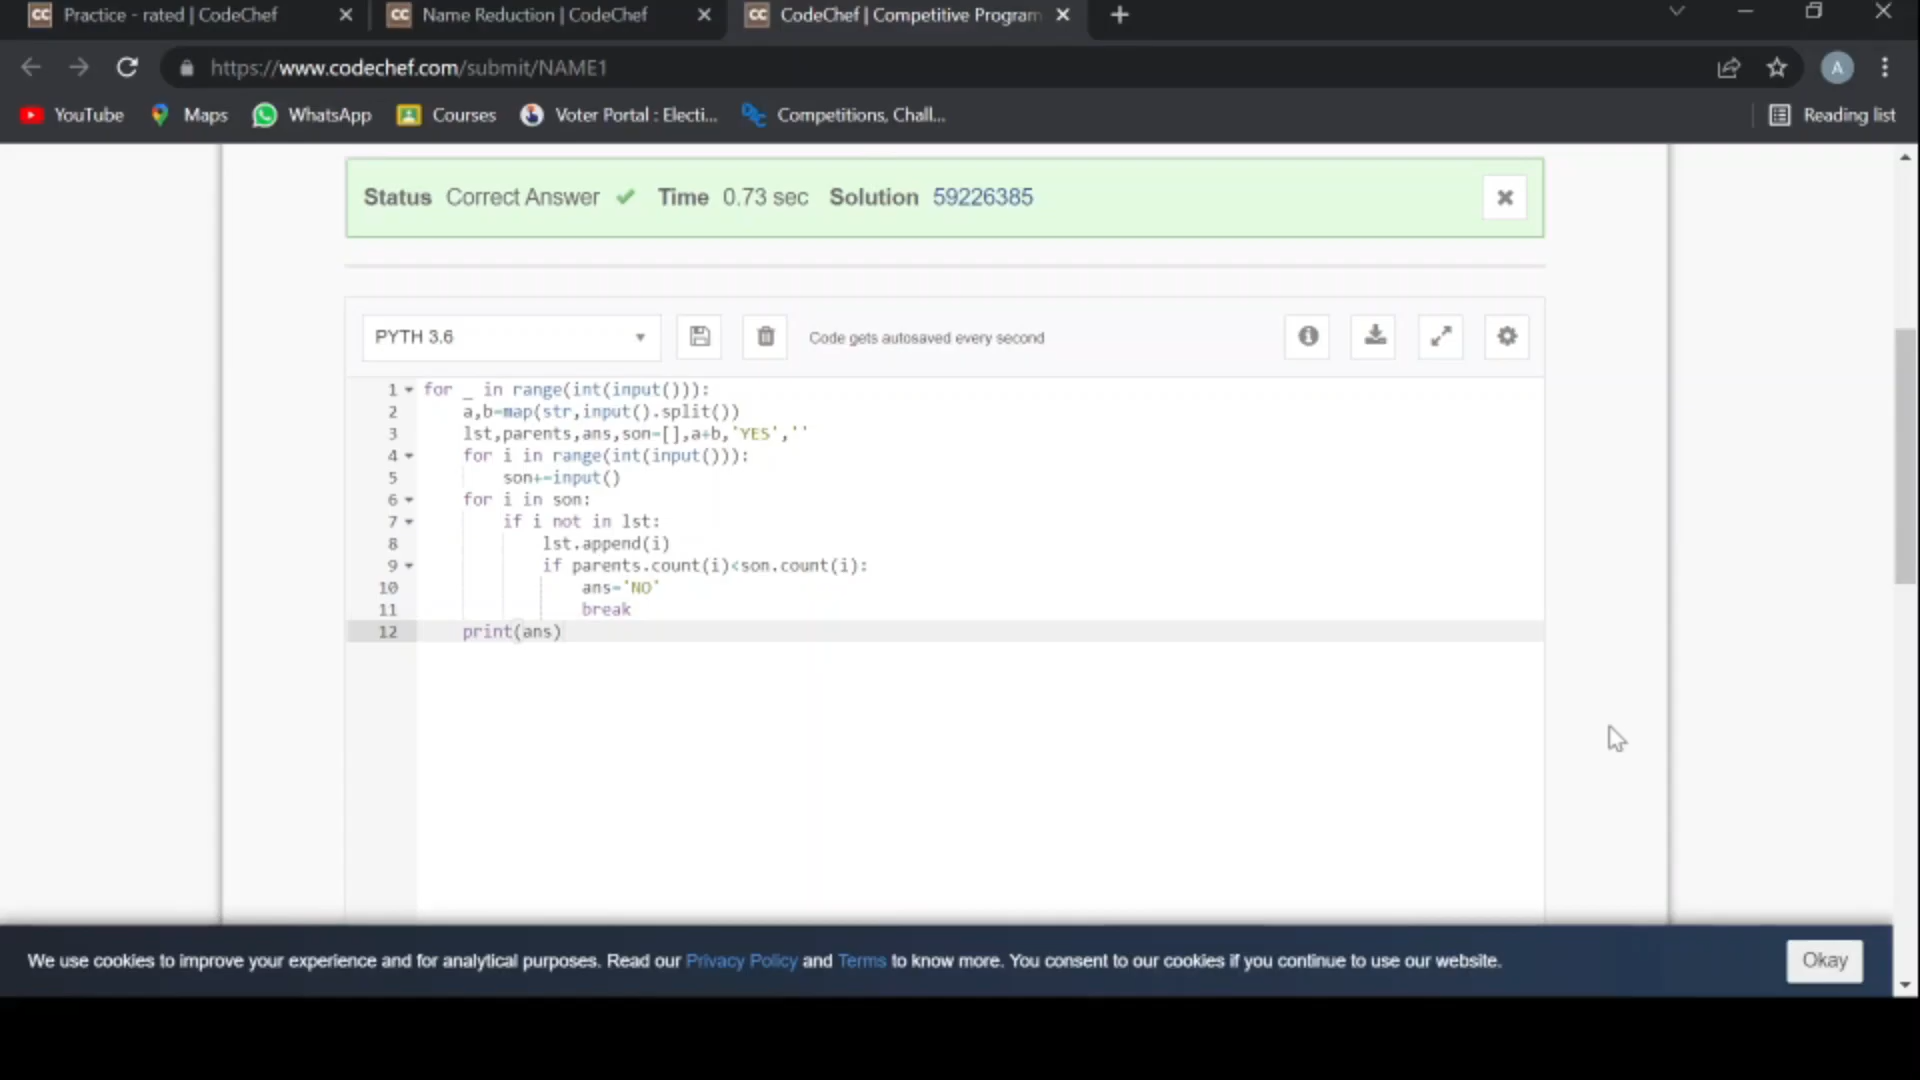 Practice - rated | CodeChef
Name Reduction | CodeChef
CodeChef | Competitive Program
https://www.codechef.com/submit/NAME1
A
YouTube
Maps
WhatsApp
Courses
Voter Portal : Electi...
Competitions, Chall...
Reading list
Status Correct Answer ✔ Time 0.73 sec Solution 59226385
PYTH 3.6
Code gets autosaved every second
1 for _ in range(int(input())):
2 a,b=map(str,input().split())
3 lst,parents,ans,son=[],a+b,'YES',''
4 for i in range(int(input())):
5 son+=input()
6 for i in son:
7 if i not in lst:
8 lst.append(i)
9 if parents.count(i)<son.count(i):
10 ans='NO'
11 break
12 print(ans)
We use cookies to improve your experience and for analytical purposes. Read our Privacy Policy and Terms to know more. You consent to our cookies if you continue to use our website.
Okay